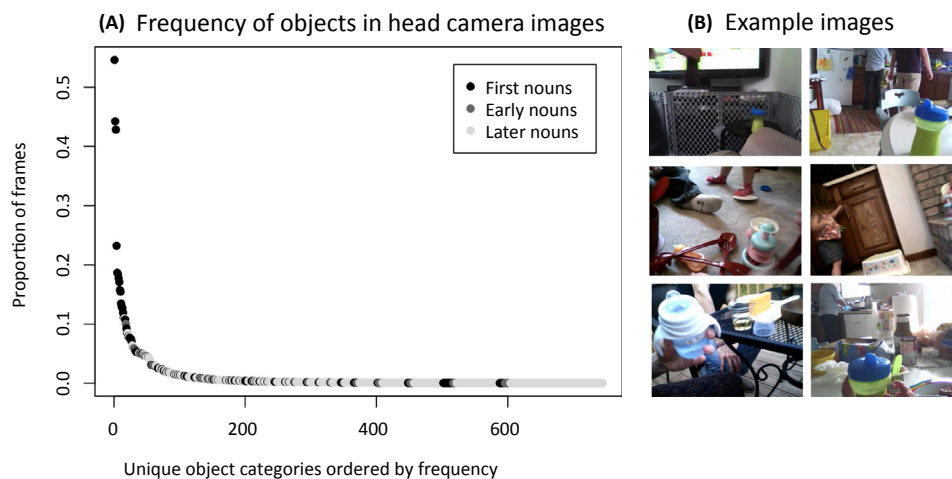 (A) Frequency of objects in head camera images
(B) Example images
First nouns
Early nouns
Later nouns
Proportion of frames
0.5
0.4
0.3
0.2
0.1
0.0
0 200 400 600
Unique object categories ordered by frequency